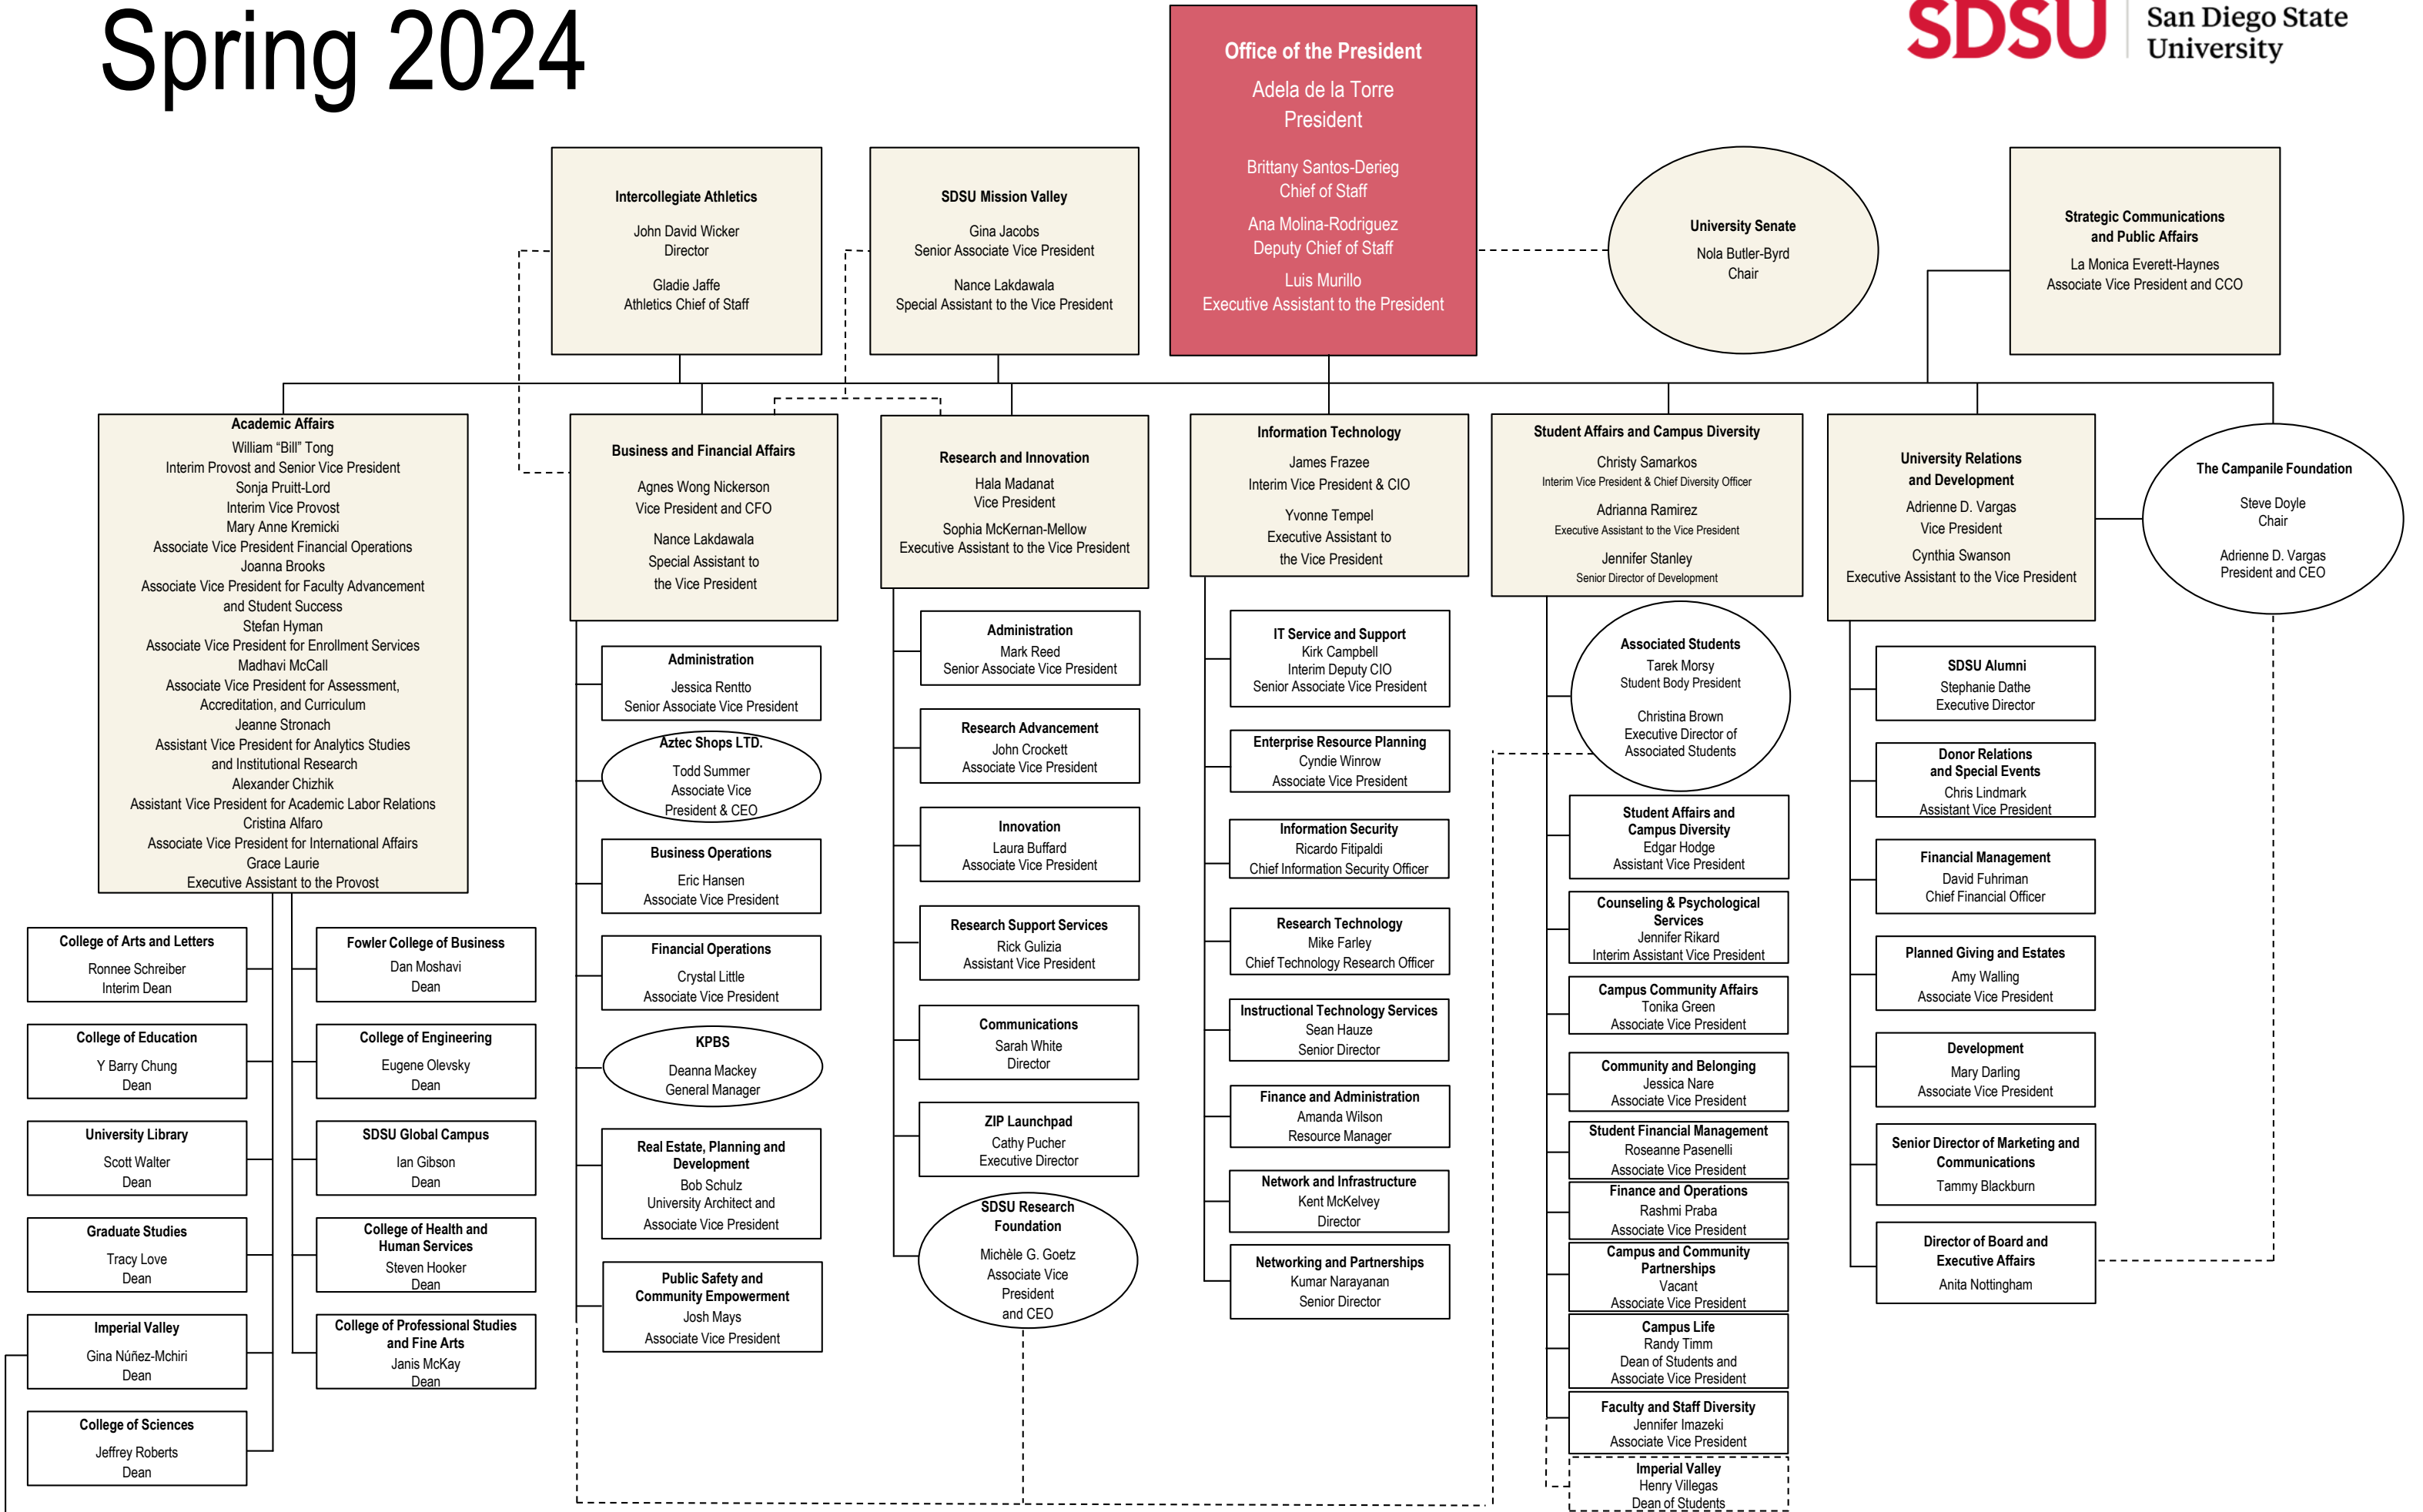 Spring 2024
SDSU
San Diego State
University
Office of the President
Adela de la Torre
President
Brittany Santos-Derieg
Chief of Staff
Ana Molina-Rodriguez
Deputy Chief of Staff
Luis Murillo
Executive Assistant to the President
Intercollegiate Athletics
John David Wicker
Director
Gladie Jaffe
Athletics Chief of Staff
SDSU Mission Valley
Gina Jacobs
Senior Associate Vice President
Nance Lakdawala
Special Assistant to the Vice President
University Senate
Nola Butler-Byrd
Chair
Strategic Communications
and Public Affairs
La Monica Everett-Haynes
Associate Vice President and CCO
Academic Affairs
William “Bill” Tong
Interim Provost and Senior Vice President
Sonja Pruitt-Lord
Interim Vice Provost
Mary Anne Kremicki
Associate Vice President Financial Operations
Joanna Brooks
Associate Vice President for Faculty Advancement
and Student Success
Stefan Hyman
Associate Vice President for Enrollment Services
Madhavi McCall
Associate Vice President for Assessment,
Accreditation, and Curriculum
Jeanne Stronach
Assistant Vice President for Analytics Studies
and Institutional Research
Alexander Chizhik
Assistant Vice President for Academic Labor Relations
Cristina Alfaro
Associate Vice President for International Affairs
Grace Laurie
Executive Assistant to the Provost
College of Arts and Letters
Ronnee Schreiber
Interim Dean
College of Education
Y Barry Chung
Dean
University Library
Scott Walter
Dean
Graduate Studies
Tracy Love
Dean
Imperial Valley
Gina Núñez-Mchiri
Dean
College of Sciences
Jeffrey Roberts
Dean
Fowler College of Business
Dan Moshavi
Dean
College of Engineering
Eugene Olevsky
Dean
SDSU Global Campus
Ian Gibson
Dean
College of Health and
Human Services
Steven Hooker
Dean
College of Professional Studies
and Fine Arts
Janis McKay
Dean
Business and Financial Affairs
Agnes Wong Nickerson
Vice President and CFO
Nance Lakdawala
Special Assistant to
the Vice President
Administration
Jessica Rentto
Senior Associate Vice President
Aztec Shops LTD.
Todd Summer
Associate Vice
President & CEO
Business Operations
Eric Hansen
Associate Vice President
Financial Operations
Crystal Little
Associate Vice President
KPBS
Deanna Mackey
General Manager
Real Estate, Planning and
Development
Bob Schulz
University Architect and
Associate Vice President
Public Safety and
Community Empowerment
Josh Mays
Associate Vice President
Research and Innovation
Hala Madanat
Vice President
Sophia McKernan-Mellow
Executive Assistant to the Vice President
Administration
Mark Reed
Senior Associate Vice President
Research Advancement
John Crockett
Associate Vice President
Innovation
Laura Buffard
Associate Vice President
Research Support Services
Rick Gulizia
Assistant Vice President
Communications
Sarah White
Director
ZIP Launchpad
Cathy Pucher
Executive Director
SDSU Research
Foundation
Michèle G. Goetz
Associate Vice
President
and CEO
Information Technology
James Frazee
Interim Vice President & CIO
Yvonne Tempel
Executive Assistant to
the Vice President
IT Service and Support
Kirk Campbell
Interim Deputy CIO
Senior Associate Vice President
Enterprise Resource Planning
Cyndie Winrow
Associate Vice President
Information Security
Ricardo Fitipaldi
Chief Information Security Officer
Research Technology
Mike Farley
Chief Technology Research Officer
Instructional Technology Services
Sean Hauze
Senior Director
Finance and Administration
Amanda Wilson
Resource Manager
Network and Infrastructure
Kent McKelvey
Director
Networking and Partnerships
Kumar Narayanan
Senior Director
Student Affairs and Campus Diversity
Christy Samarkos
Interim Vice President & Chief Diversity Officer
Adrianna Ramirez
Executive Assistant to the Vice President
Jennifer Stanley
Senior Director of Development
Associated Students
Tarek Morsy
Student Body President
Christina Brown
Executive Director of
Associated Students
Student Affairs and
Campus Diversity
Edgar Hodge
Assistant Vice President
Counseling & Psychological
Services
Jennifer Rikard
Interim Assistant Vice President
Campus Community Affairs
Tonika Green
Associate Vice President
Community and Belonging
Jessica Nare
Associate Vice President
Student Financial Management
Roseanne Pasenelli
Associate Vice President
Finance and Operations
Rashmi Praba
Associate Vice President
Campus and Community
Partnerships
Vacant
Associate Vice President
Campus Life
Randy Timm
Dean of Students and
Associate Vice President
Faculty and Staff Diversity
Jennifer Imazeki
Associate Vice President
Imperial Valley
Henry Villegas
Dean of Students
University Relations
and Development
Adrienne D. Vargas
Vice President
Cynthia Swanson
Executive Assistant to the Vice President
SDSU Alumni
Stephanie Dathe
Executive Director
Donor Relations
and Special Events
Chris Lindmark
Assistant Vice President
Financial Management
David Fuhriman
Chief Financial Officer
Planned Giving and Estates
Amy Walling
Associate Vice President
Development
Mary Darling
Associate Vice President
Senior Director of Marketing and
Communications
Tammy Blackburn
Director of Board and
Executive Affairs
Anita Nottingham
The Campanile Foundation
Steve Doyle
Chair
Adrienne D. Vargas
President and CEO